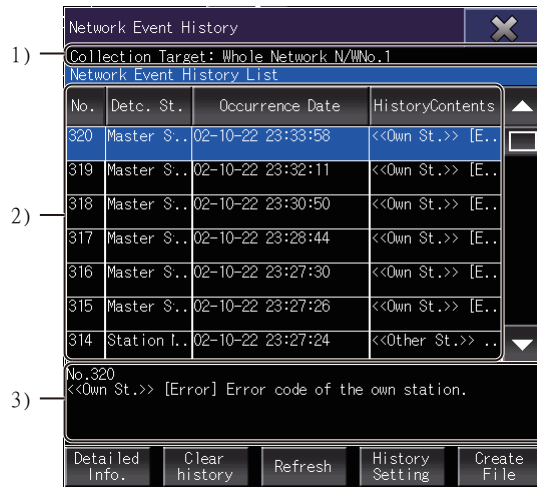 Network Event History
1)
Collection Target: Whole Network N/WNo.1
Network Event History List
No. Detc. St. Occurrence Date HistoryContents
320 Master S.. 02-10-22 23:33:58 <<Own St.>> [E..
319 Master S.. 02-10-22 23:32:11 <<Own St.>> [E..
318 Master S.. 02-10-22 23:30:50 <<Own St.>> [E..
2)
317 Master S.. 02-10-22 23:28:44 <<Own St.>> [E..
316 Master S.. 02-10-22 23:27:30 <<Own St.>> [E..
315 Master S.. 02-10-22 23:27:26 <<Own St.>> [E..
314 Station N.. 02-10-22 23:27:24 <<Other St.>> ..
No.320
<<Own St.>> [Error] Error code of the own station.
3)
Detailed Info. Clear history Refresh History Setting Create File